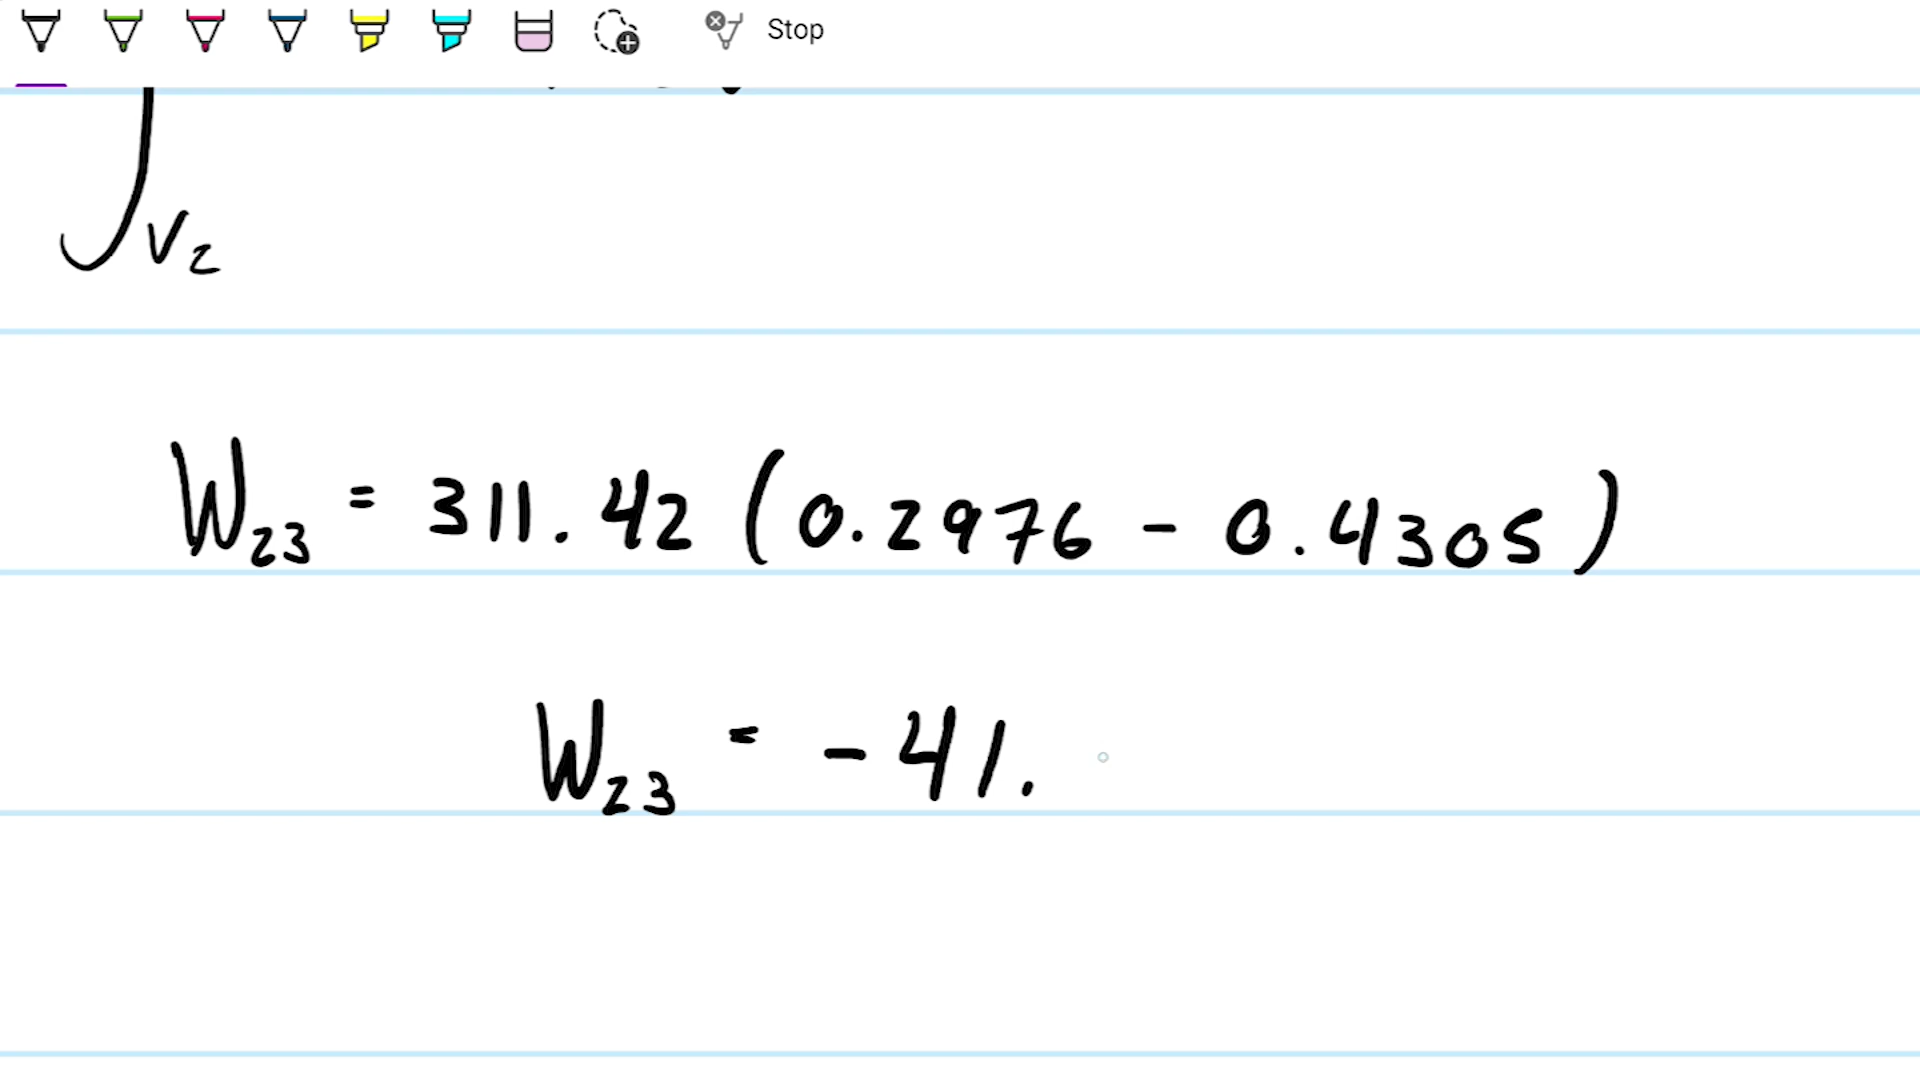 Stop
V2
W23 = 311.42 (0.2976 - 0.4305)
W23 = - 41.